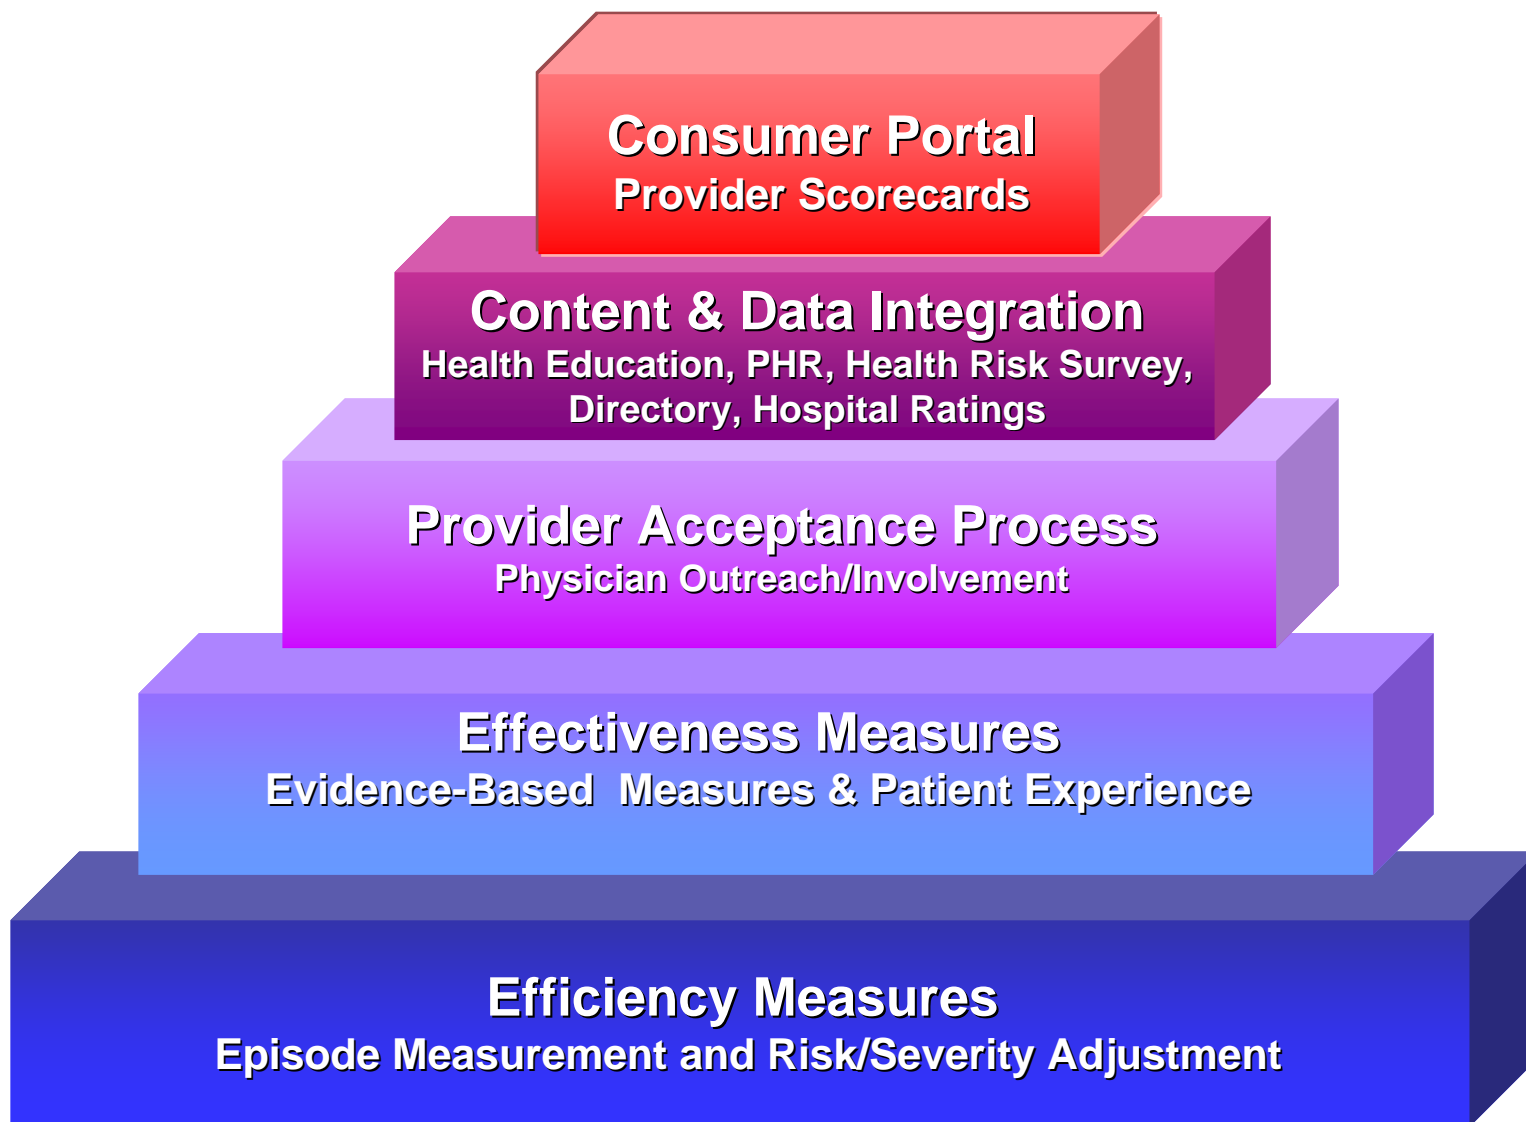 Consumer Portal
Provider Scorecards
Content & Data Integration
Health Education, PHR, Health Risk Survey,
Directory, Hospital Ratings
Provider Acceptance Process
Physician Outreach/Involvement
Effectiveness Measures
Evidence-Based  Measures & Patient Experience
Efficiency Measures
Episode Measurement and Risk/Severity Adjustment